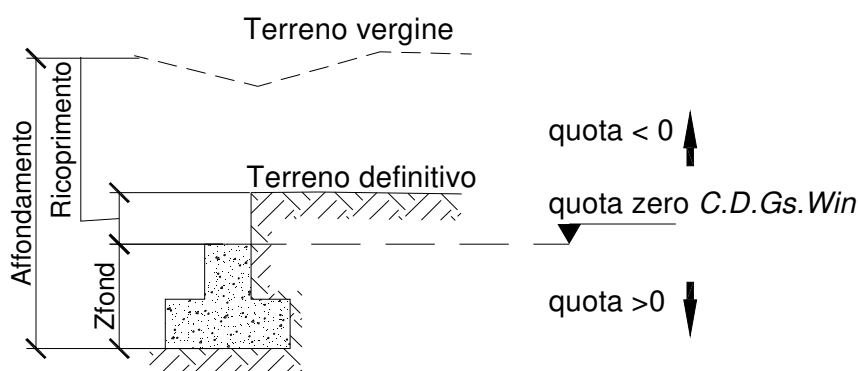 Terreno vergine
Affondamento
Ricoprimento
quota < 0
Terreno definitivo
quota zero C.D.Gs.Win
Zfond
quota >0